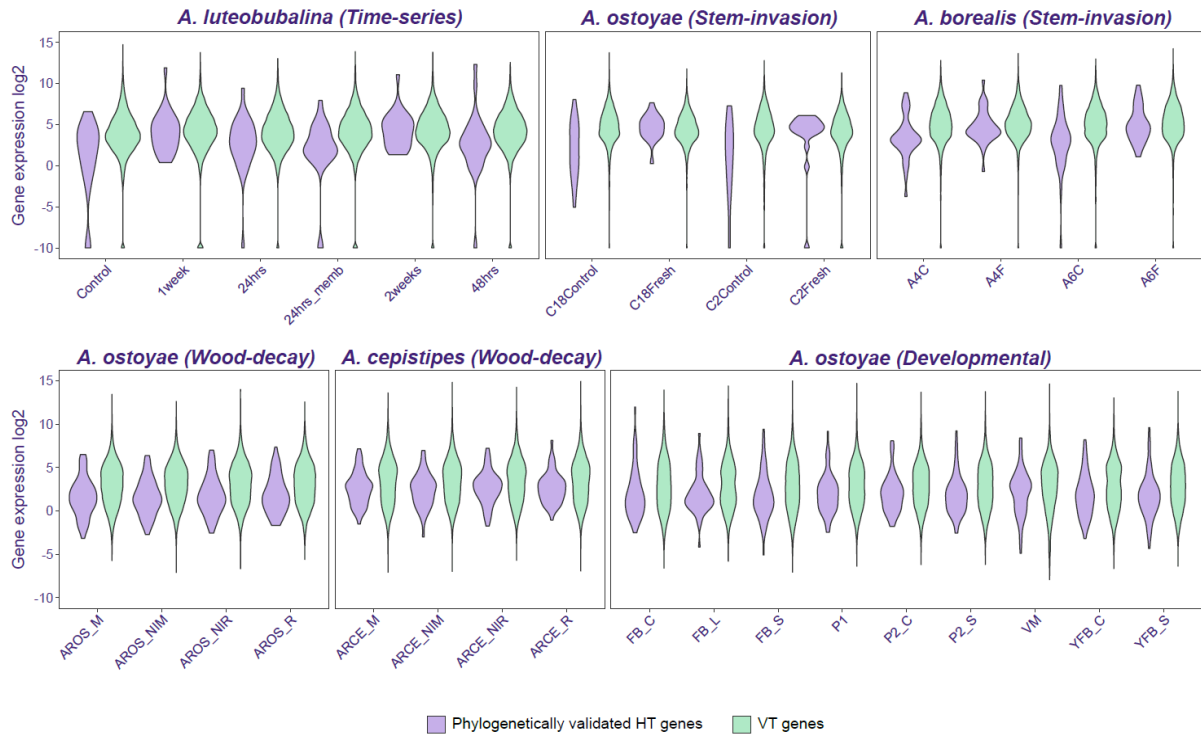 A. luteobubalina (Time-series) A. ostoyae (Stem-invasion) A. borealis (Stem-invasion)
Gene expression log2
15
10
5
0
-5
-10
Control 1week 24hrs 24hrs_memb 2weeks 48hrs C18Control C18Fresh C2Control C2Fresh A4C A4F A6C A6F
A. ostoyae (Wood-decay) A. cepistipes (Wood-decay) A. ostoyae (Developmental)
Gene expression log2
15
10
5
0
-5
-10
AROS_M AROS_NIM AROS_NIR AROS_R ARCE_M ARCE_NIM ARCE_NIR ARCE_R FB_C FB_L FB_S P1 P2_C P2_S VM YFB_C YFB_S
Phylogenetically validated HT genes VT genes